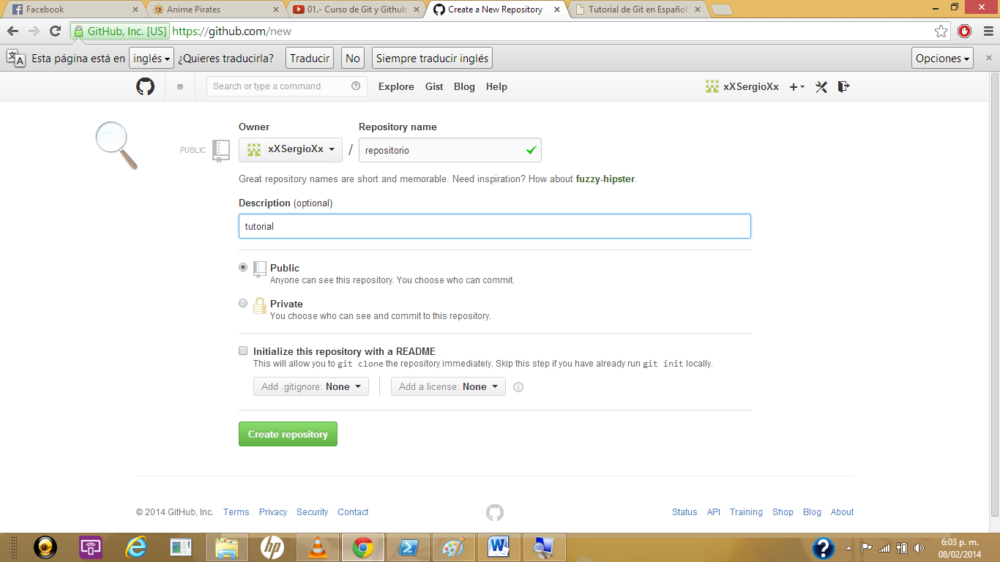 Facebook
Anime Pirates
01.- Curso de Git y Github
Create a New Repository
Tutorial de Git en Español
GitHub, Inc. [US] https://github.com/new
Esta página está en inglés ¿Quieres traducirla? Traducir No Siempre traducir inglés Opciones
Search or type a command Explore Gist Blog Help xXSergioXx
Owner Repository name
PUBLIC xXSergioXx / repositorio
Great repository names are short and memorable. Need inspiration? How about fuzzy-hipster.
Description (optional)
tutorial
Public
Anyone can see this repository. You choose who can commit.
Private
You choose who can see and commit to this repository.
Initialize this repository with a README
This will allow you to git clone the repository immediately. Skip this step if you have already run git init locally.
Add .gitignore: None Add a license: None
Create repository
© 2014 GitHub, Inc. Terms Privacy Security Contact Status API Training Shop Blog About
hp
6:03 p. m.
08/02/2014